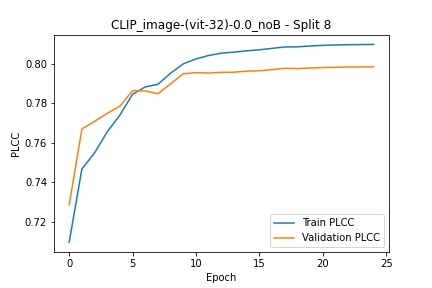 CLIP_image-(vit-32)-0.0_noB - Split 8
PLCC
0.80
0.78
0.76
0.74
0.72
0 5 10 15 20 25
Epoch
Train PLCC
Validation PLCC